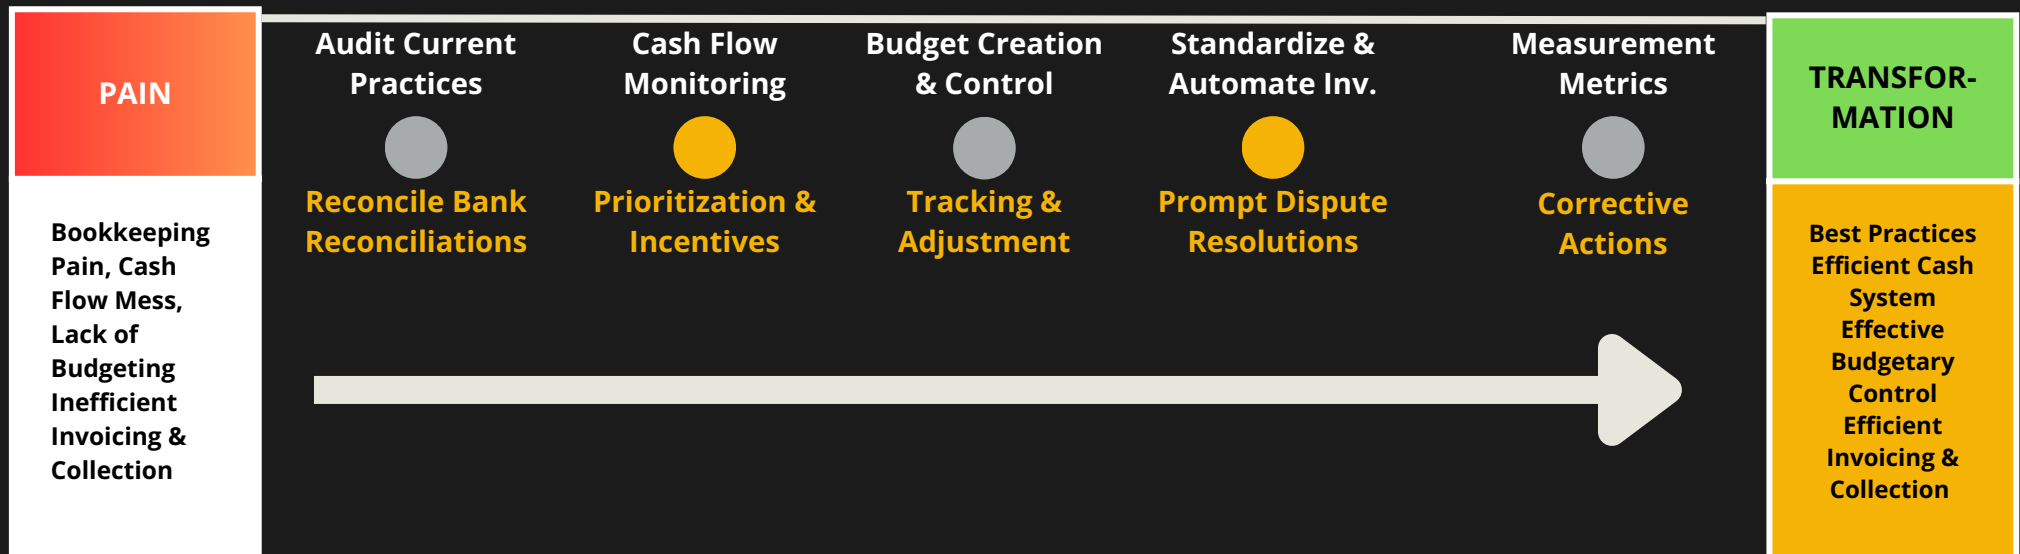 PAIN
Bookkeeping
Pain, Cash
Flow Mess,
Lack of
Budgeting
Inefficient
Invoicing &
Collection
Audit Current
Practices
Reconcile Bank
Reconciliations
Cash Flow
Monitoring
Prioritization &
Incentives
Budget Creation
& Control
Tracking &
Adjustment
Standardize &
Automate Inv.
Prompt Dispute
Resolutions
Measurement
Metrics
Corrective
Actions
TRANSFOR-
MATION
Best Practices
Efficient Cash
System
Effective
Budgetary
Control
Efficient
Invoicing &
Collection